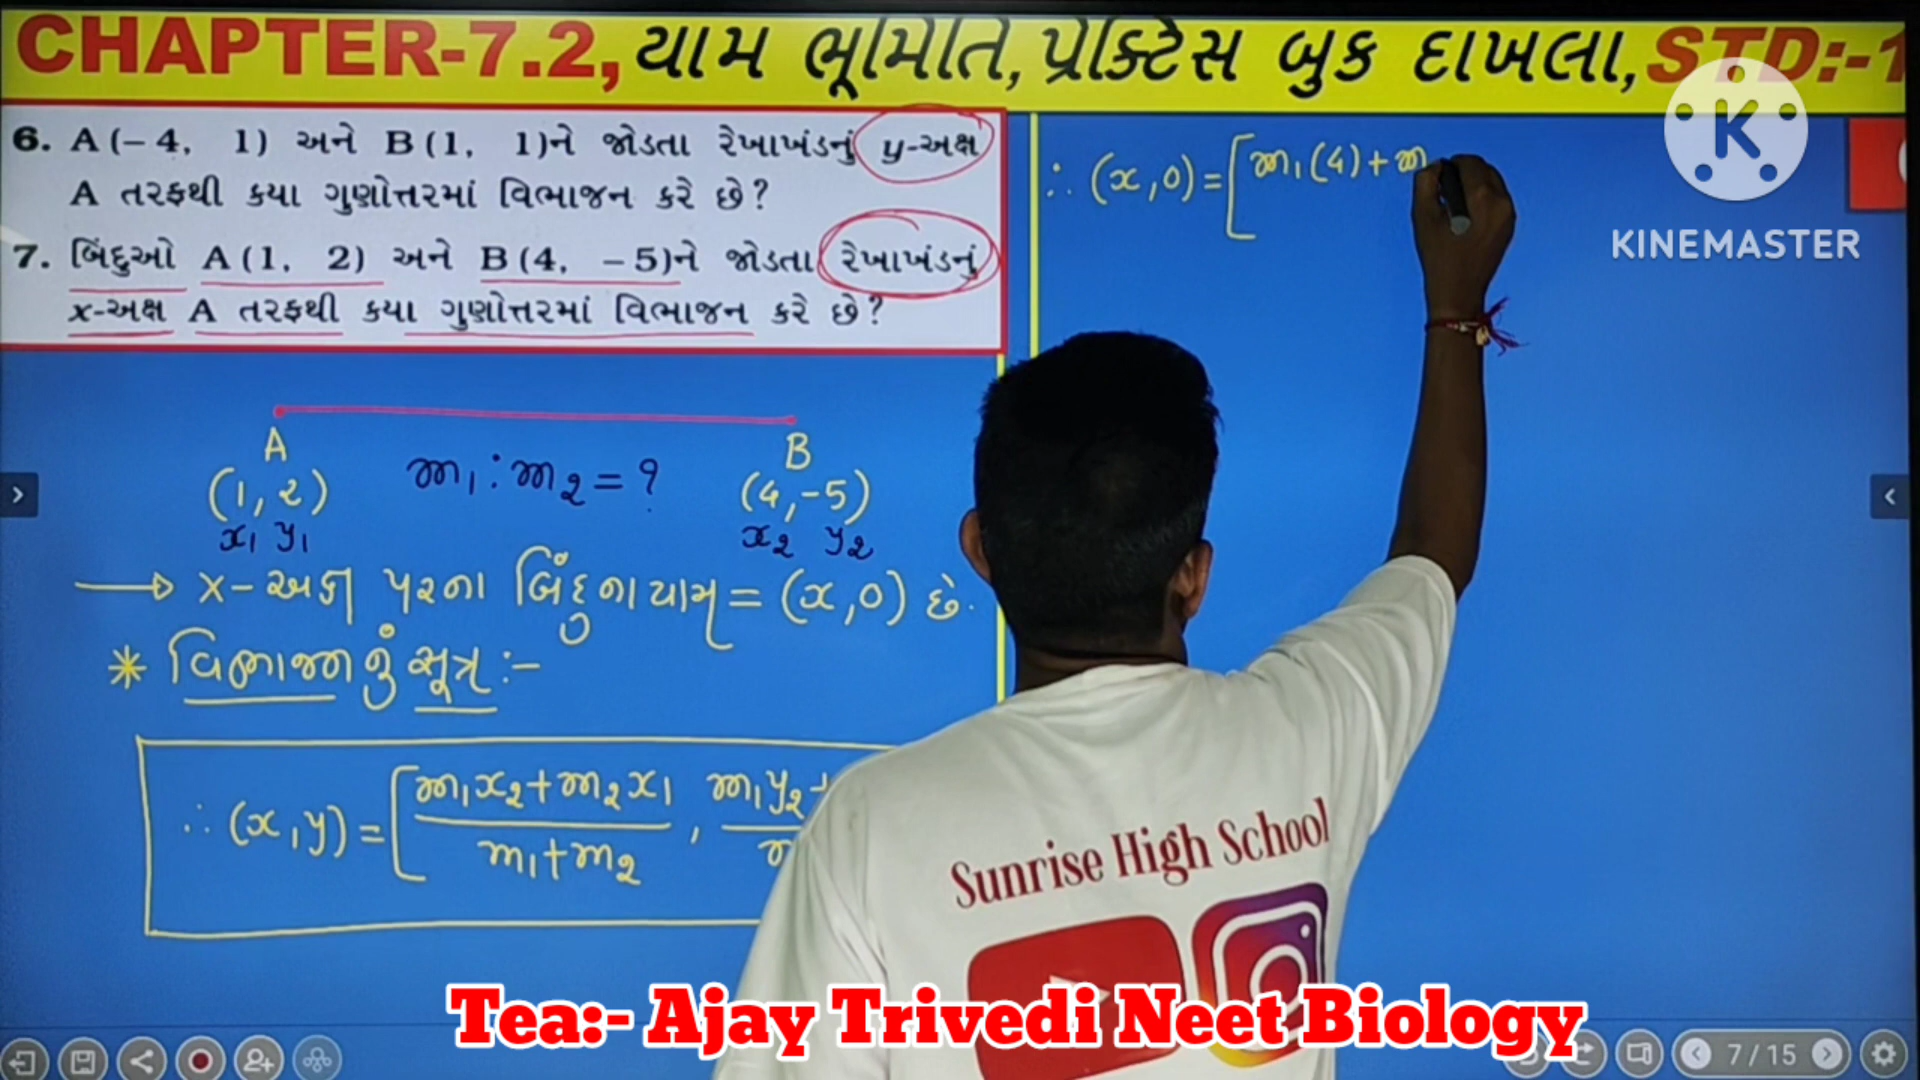 CHAPTER-7.2, યામ ભૂમિતિ, પ્રેક્ટિસ બુક દાખલા, STD:-1
6. A(-4, 1) અને B(1, 1)ને જોડતા રેખાખંડનું y-અક્ષ
A તરફથી કયા ગુણોત્તરમાં વિભાજન કરે છે?
7. બિંદુઓ A(1, 2) અને B(4, -5)ને જોડતા રેખાખંડનું
x-અક્ષ A તરફથી કયા ગુણોત્તરમાં વિભાજન કરે છે?
A B
(1, 2) m₁ : m₂ = ? (4, -5)
x₁ y₁ x₂ y₂
→ x-અક્ષ પરના બિંદુના યામ = (x, 0) છે.
* વિભાજનનું સૂત્ર :-
∴ (x, y) = [m₁x₂ + m₂x₁ / m₁ + m₂ , m₁y₂ +
∴ (x, 0) = [m₁(4) + m
K
KINEMASTER
Sunrise High School
Tea:- Ajay Trivedi Neet Biology
7 / 15